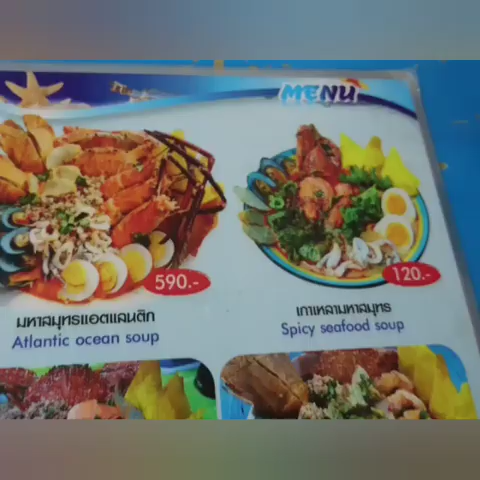 MENU
590.-
120.-
มหาสมุทรแอตแลนติก
Atlantic ocean soup
เกาเหลามหาสมุทร
Spicy seafood soup